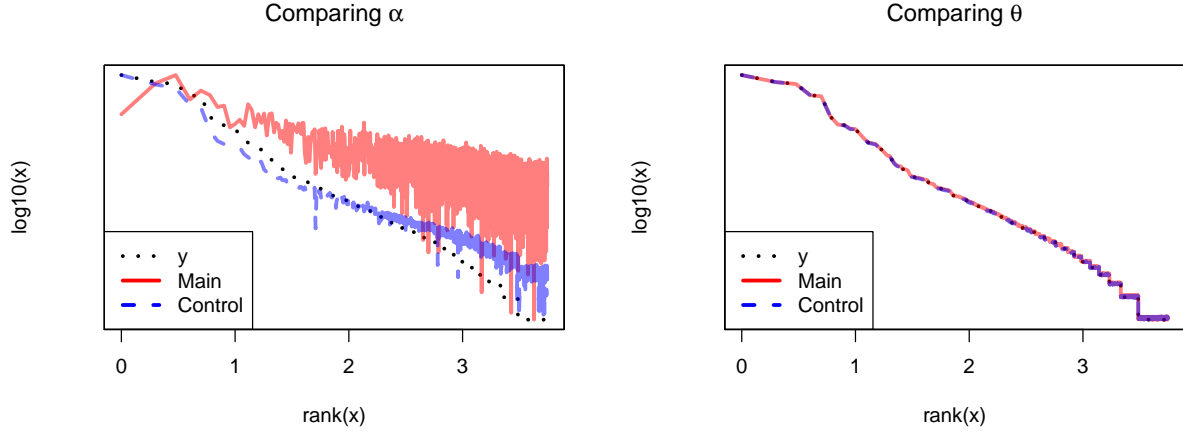 Comparing α
log10(x)
y
Main
Control
0 1 2 3
rank(x)
Comparing θ
log10(x)
y
Main
Control
0 1 2 3
rank(x)